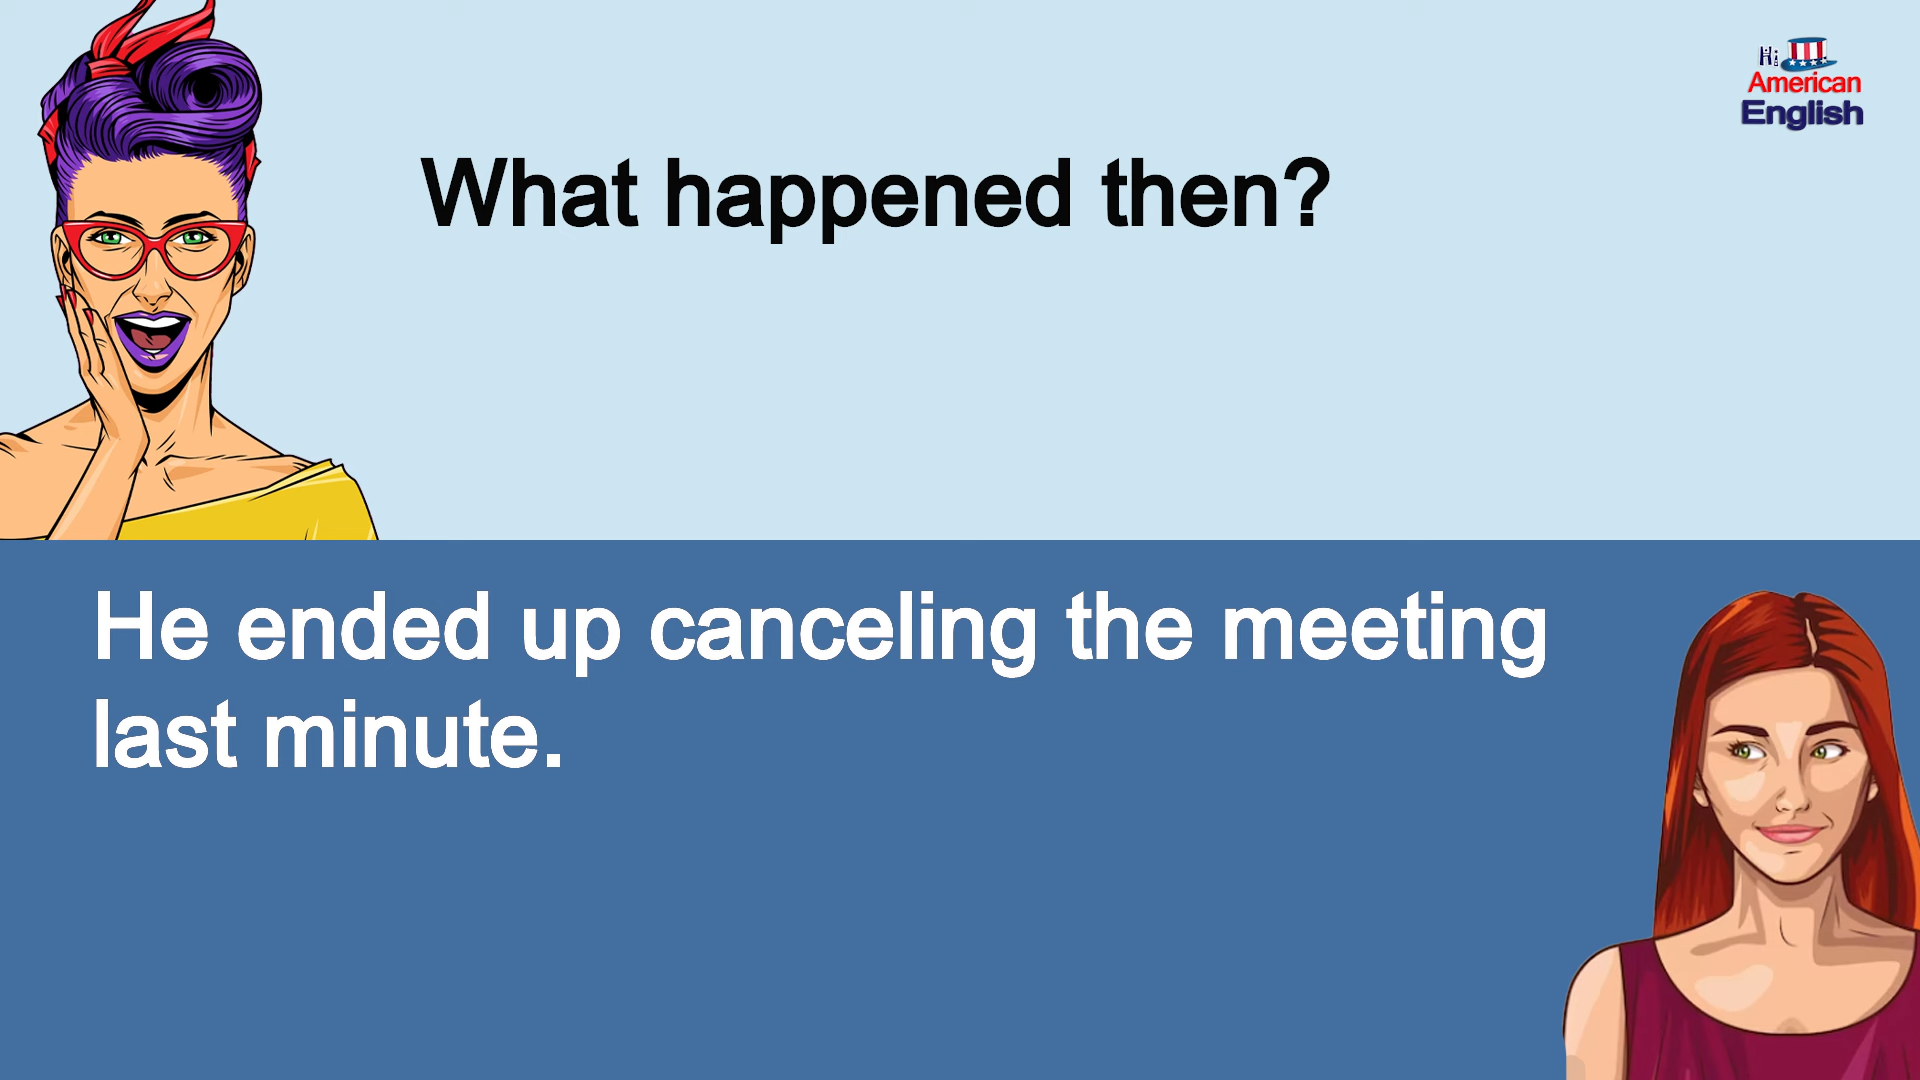 Hi
American
English
What happened then?
He ended up canceling the meeting
last minute.